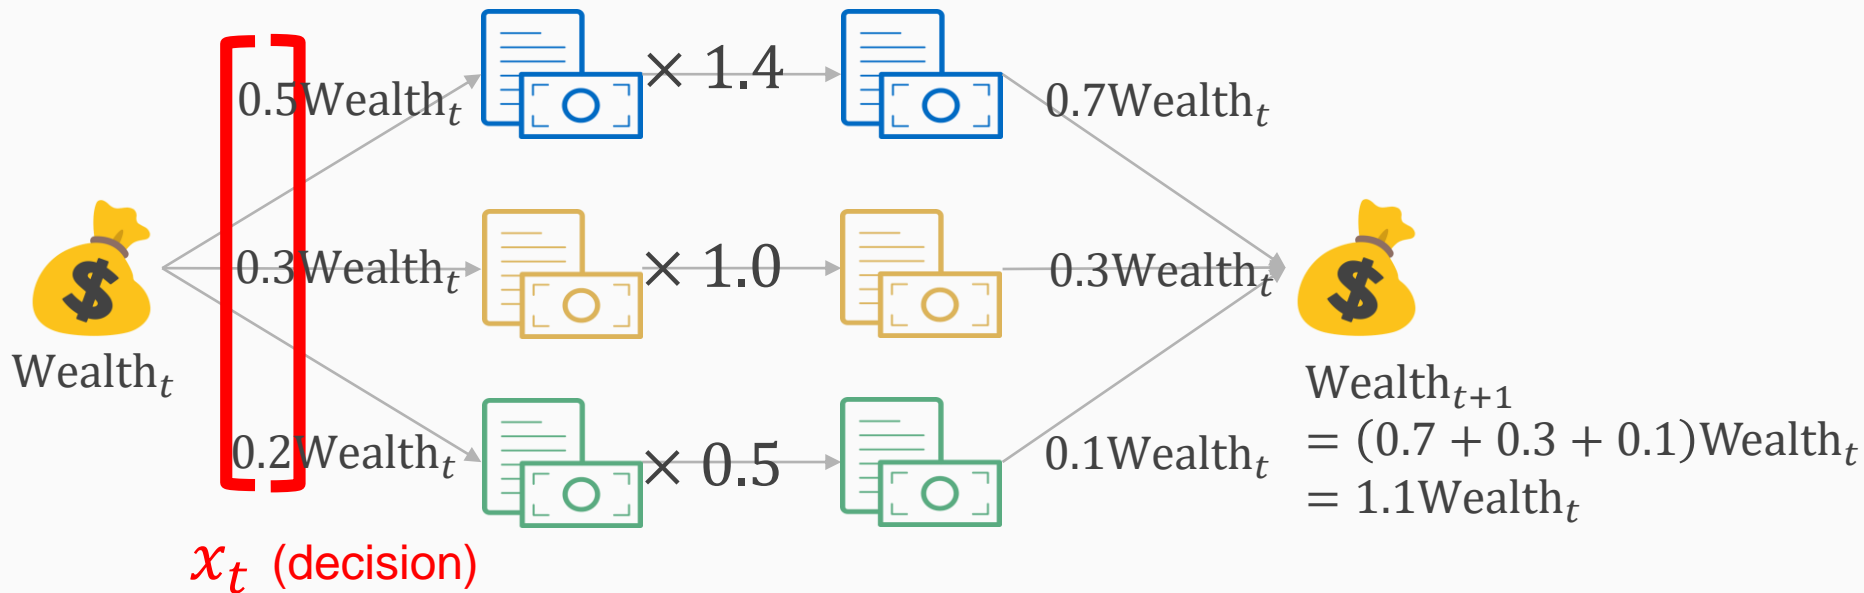 0.5Wealth_t × 1.4 0.7Wealth_t
$ 0.3Wealth_t × 1.0 0.3Wealth_t $
Wealth_t
0.2Wealth_t × 0.5 0.1Wealth_t
Wealth_{t+1}
= (0.7 + 0.3 + 0.1)Wealth_t
= 1.1Wealth_t
x_t (decision)